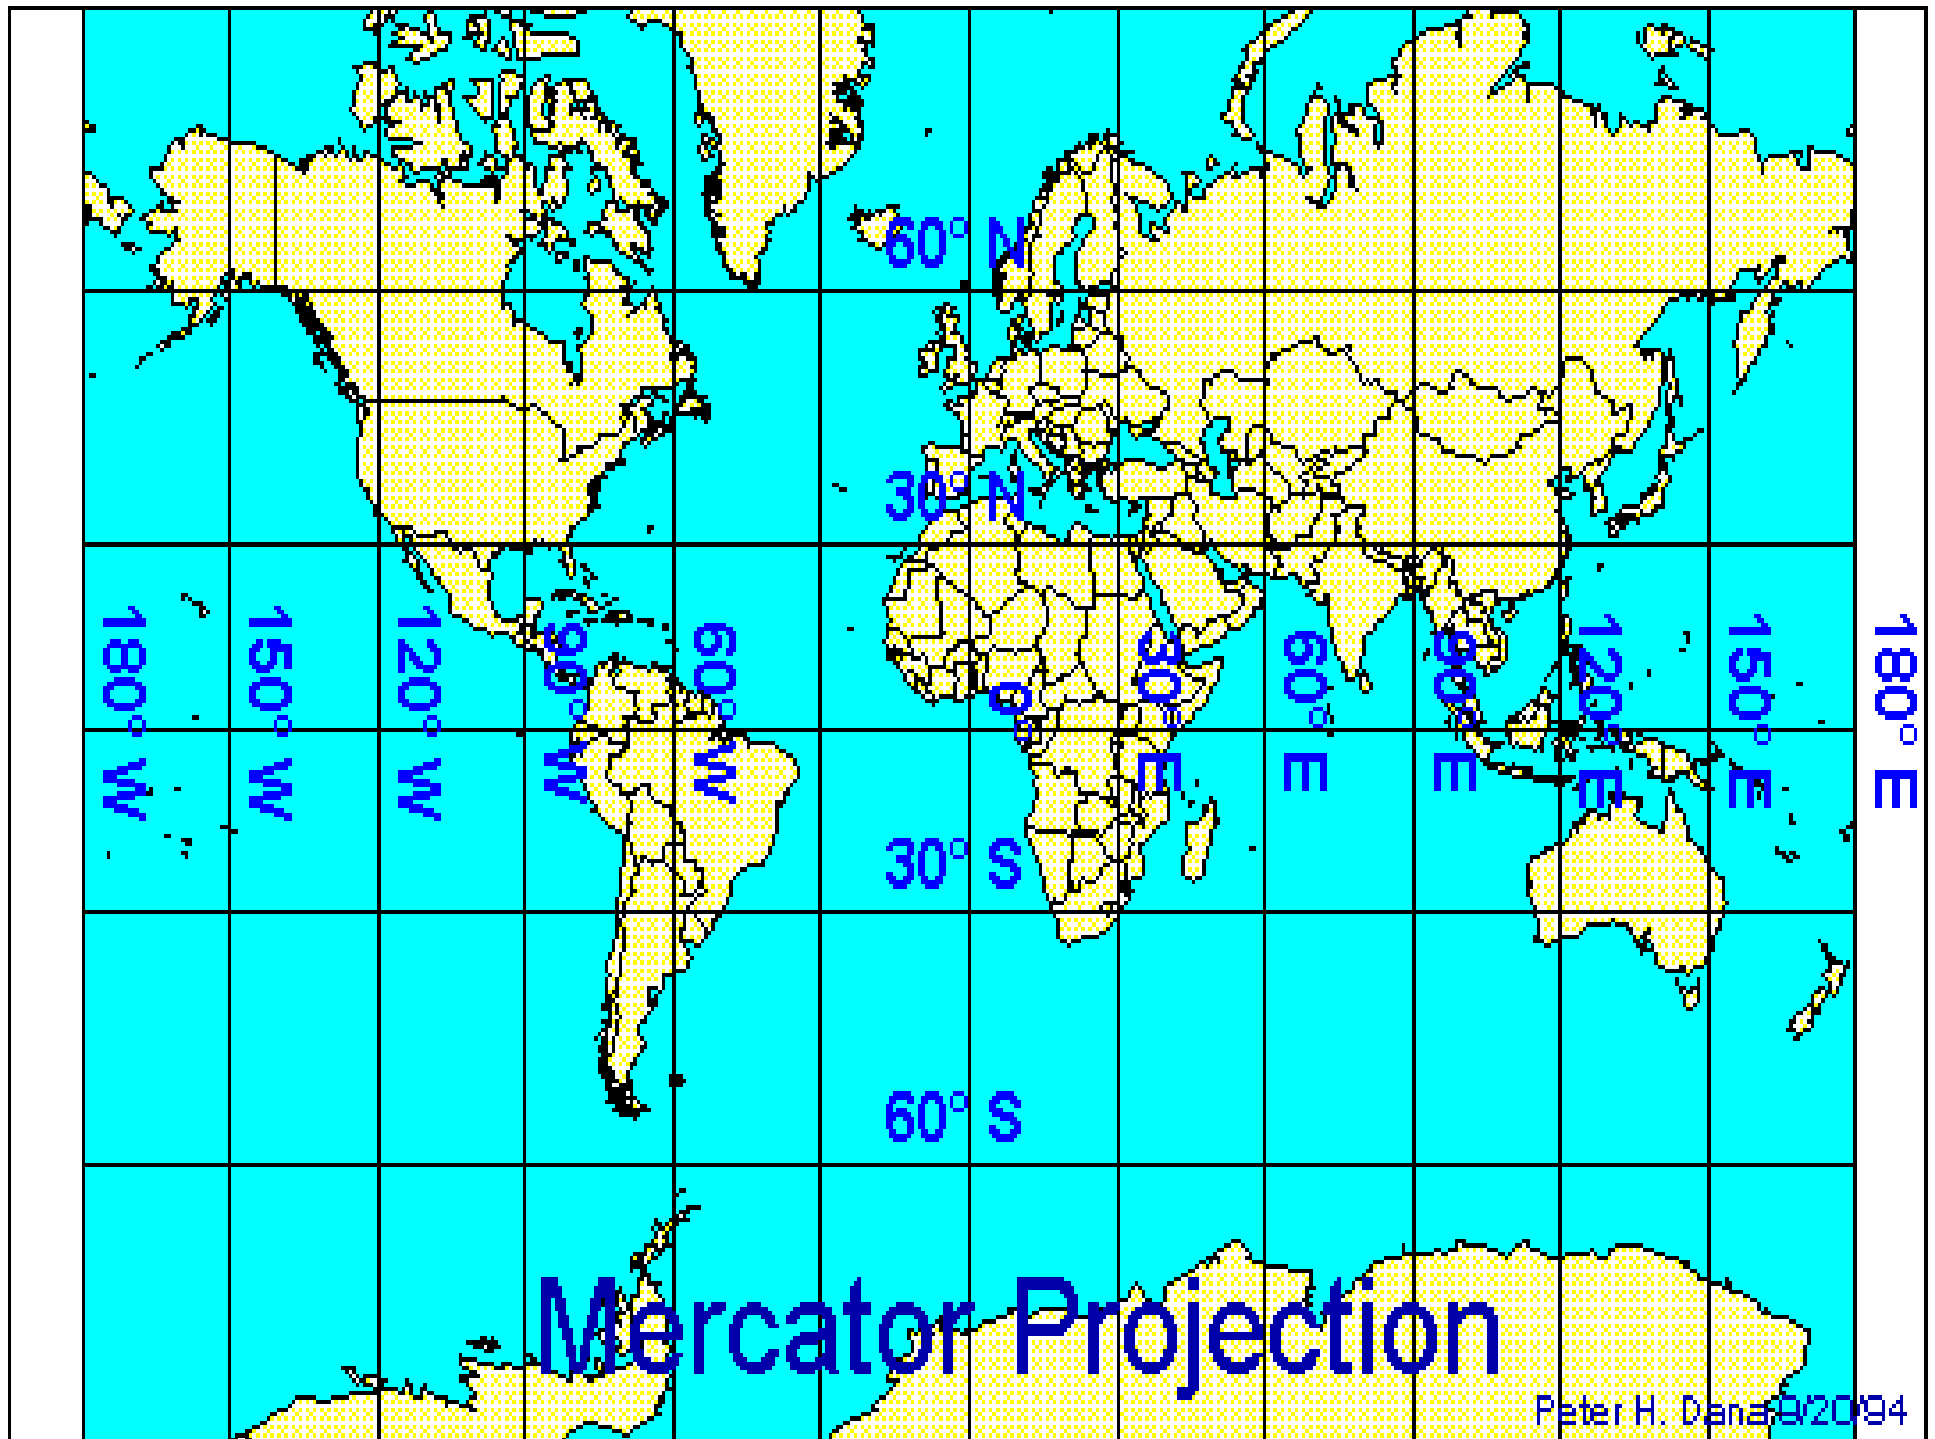 60° N
30° N
180° W
150° W
120° W
90° W
60° W
0°
30° E
60° E
90° E
120° E
150° E
180° E
30° S
60° S
Mercator Projection
Peter H. Dana 9/20/94